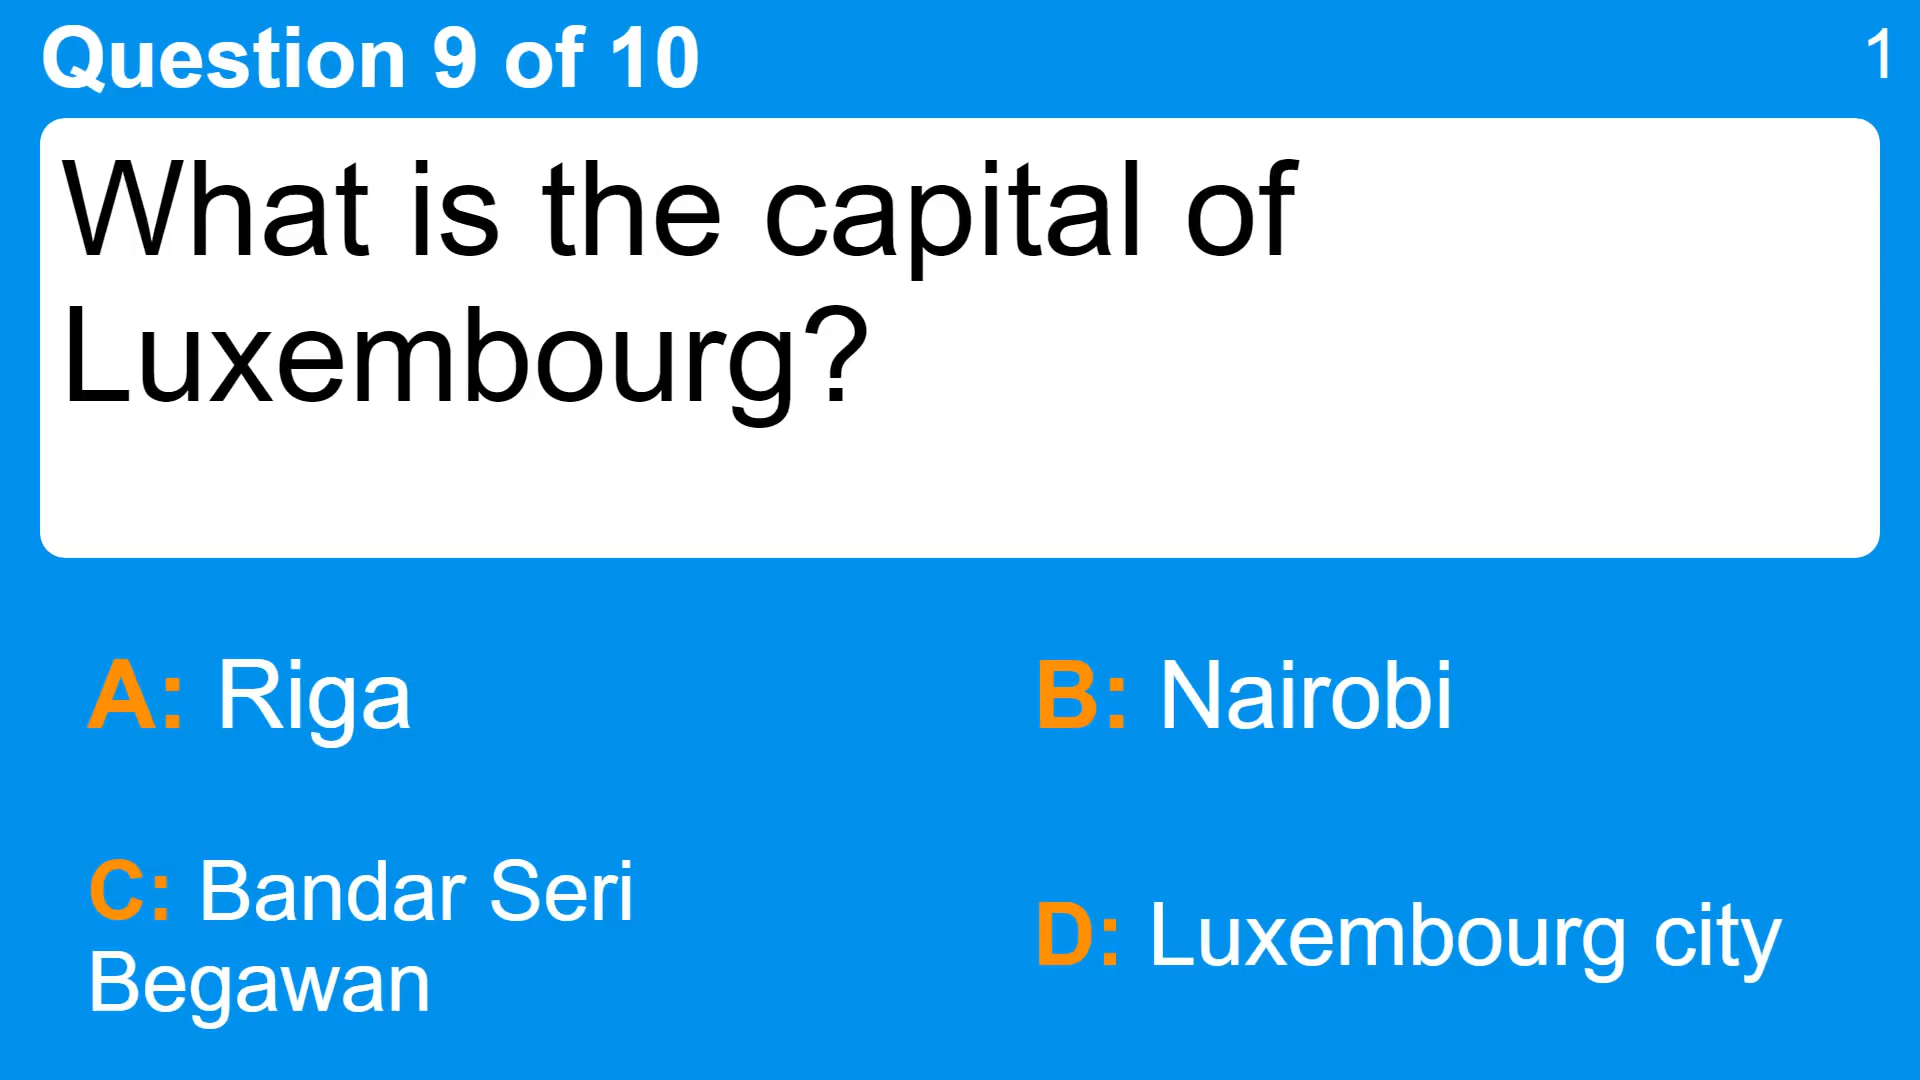 Question 9 of 10
1
What is the capital of
Luxembourg?
A: Riga
B: Nairobi
C: Bandar Seri
Begawan
D: Luxembourg city